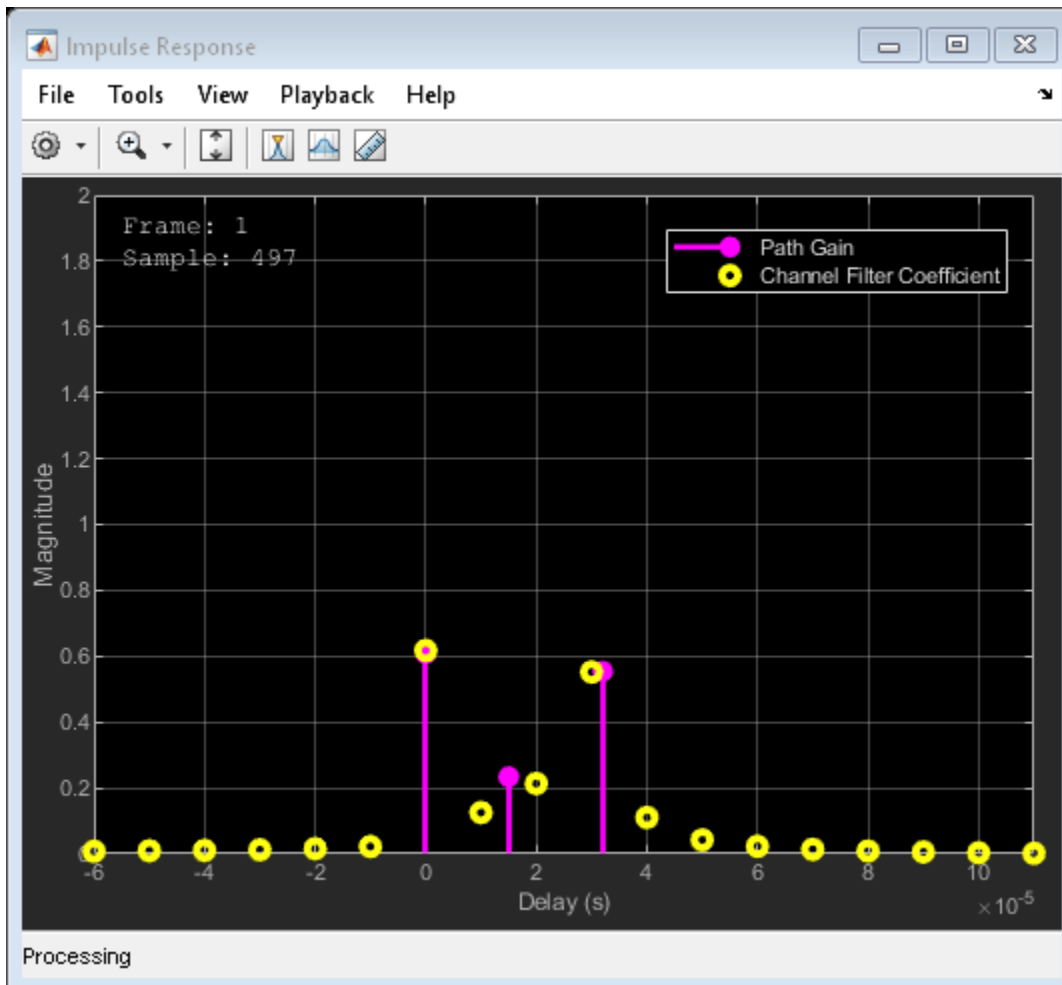 Impulse Response
File Tools View Playback Help
Frame: 1
Sample: 497
Path Gain
Channel Filter Coefficient
2
1.8
1.6
1.4
1.2
1
0.8
0.6
0.4
0.2
0
Magnitude
-6 -4 -2 0 2 4 6 8 10
Delay (s)
×10-5
Processing